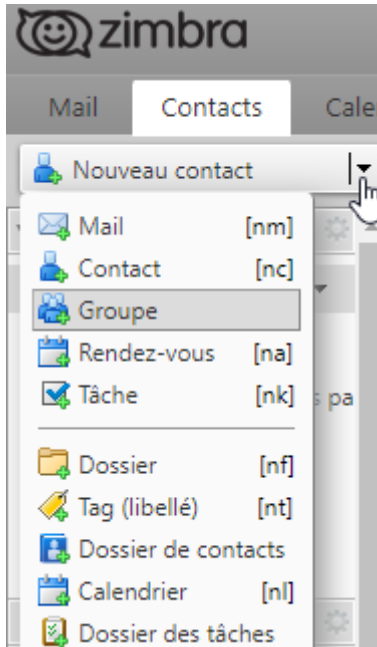 zimbra
Mail Contacts Cale
Nouveau contact
Mail [nm]
Contact [nc]
Groupe
Rendez-vous [na]
Tâche [nk]
s pa
Dossier [nf]
Tag (libellé) [nt]
Dossier de contacts
Calendrier [nl]
Dossier des tâches